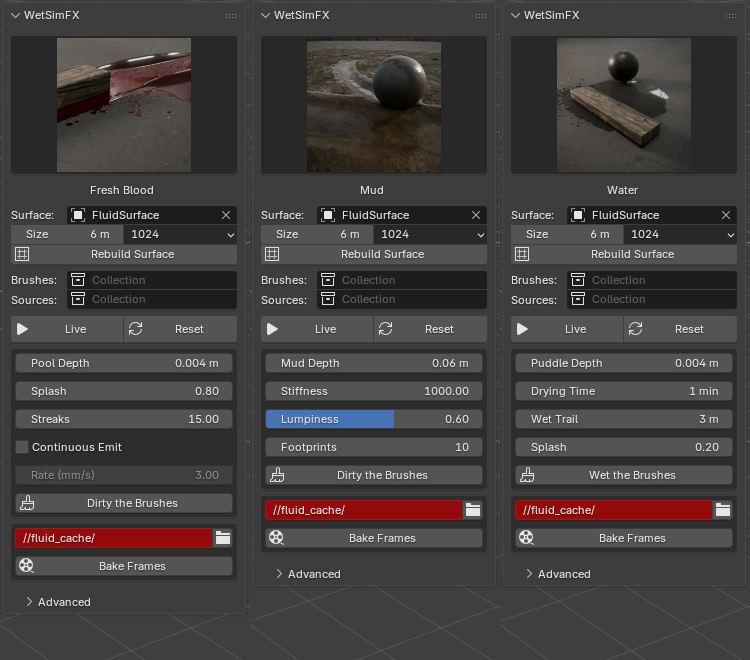 WetSimFX
Fresh Blood
Surface: FluidSurface
Size 6 m 1024
Rebuild Surface
Brushes: Collection
Sources: Collection
Live Reset
Pool Depth 0.004 m
Splash 0.80
Streaks 15.00
Continuous Emit
Rate (mm/s) 3.00
Dirty the Brushes
//fluid_cache/
Bake Frames
Advanced
WetSimFX
Mud
Surface: FluidSurface
Size 6 m 1024
Rebuild Surface
Brushes: Collection
Sources: Collection
Live Reset
Mud Depth 0.06 m
Stiffness 1000.00
Lumpiness 0.60
Footprints 10
Dirty the Brushes
//fluid_cache/
Bake Frames
Advanced
WetSimFX
Water
Surface: FluidSurface
Size 6 m 1024
Rebuild Surface
Brushes: Collection
Sources: Collection
Live Reset
Puddle Depth 0.004 m
Drying Time 1 min
Wet Trail 3 m
Splash 0.20
Wet the Brushes
//fluid_cache/
Bake Frames
Advanced